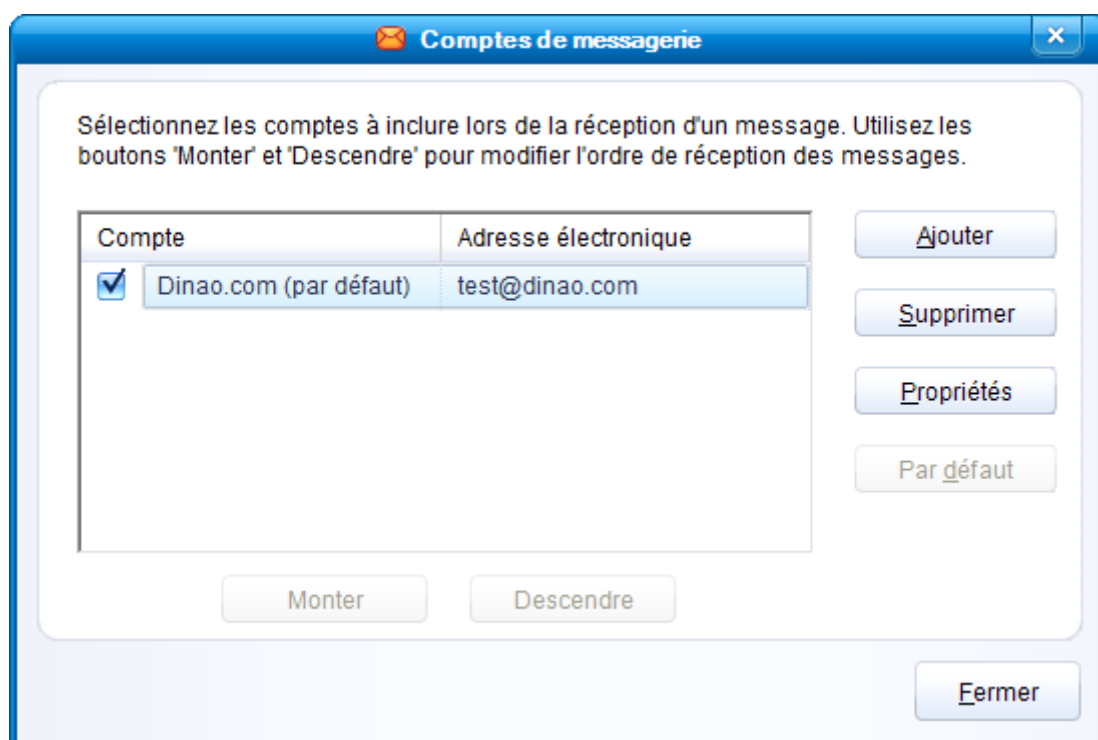 Comptes de messagerie
Sélectionnez les comptes à inclure lors de la réception d'un message. Utilisez les
boutons 'Monter' et 'Descendre' pour modifier l'ordre de réception des messages.
Compte Adresse électronique
Dinao.com (par défaut) test@dinao.com
Ajouter
Supprimer
Propriétés
Par défaut
Monter Descendre
Fermer